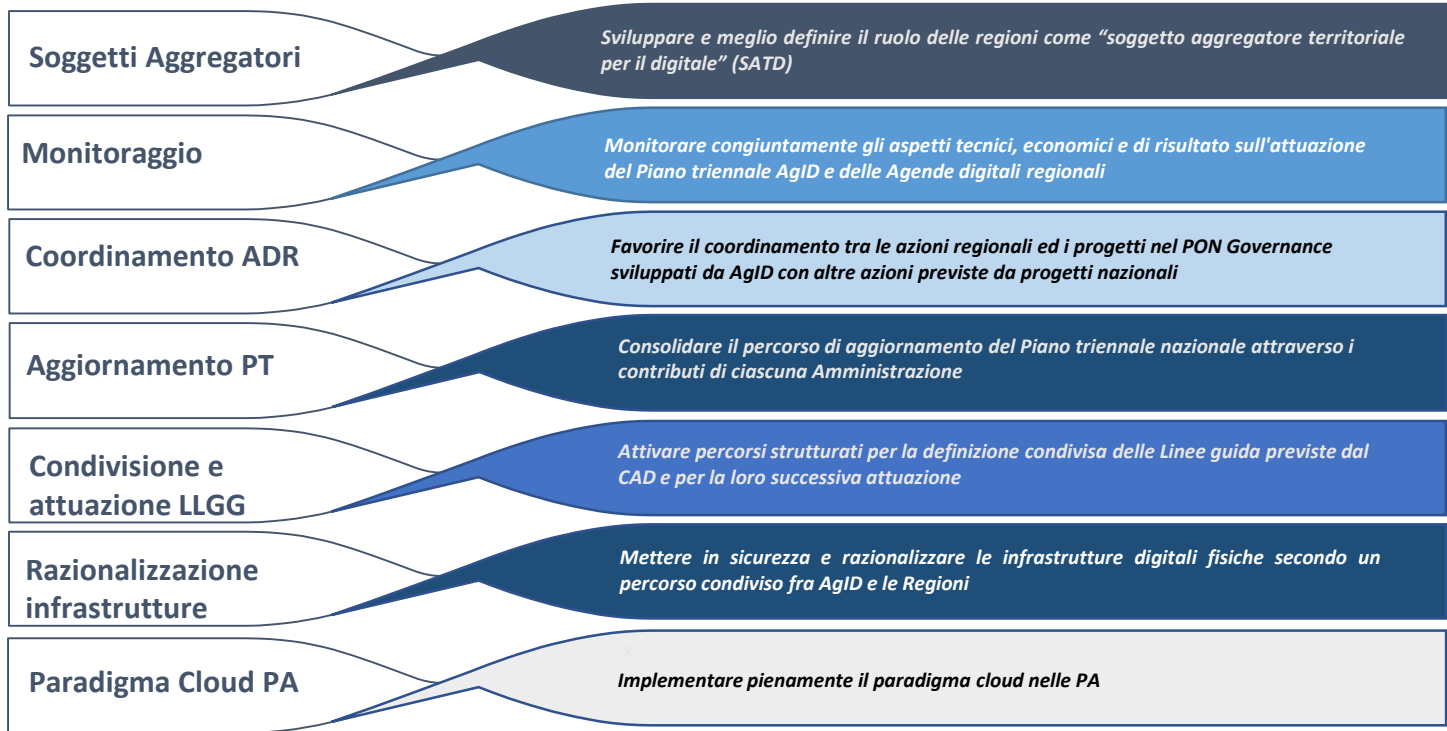 Soggetti Aggregatori
Sviluppare e meglio definire il ruolo delle regioni come “soggetto aggregatore territoriale
per il digitale” (SATD)
Monitoraggio
Monitorare congiuntamente gli aspetti tecnici, economici e di risultato sull'attuazione
del Piano triennale AgID e delle Agende digitali regionali
Coordinamento ADR
Favorire il coordinamento tra le azioni regionali ed i progetti nel PON Governance
sviluppati da AgID con altre azioni previste da progetti nazionali
Aggiornamento PT
Consolidare il percorso di aggiornamento del Piano triennale nazionale attraverso i
contributi di ciascuna Amministrazione
Condivisione e
attuazione LLGG
Attivare percorsi strutturati per la definizione condivisa delle Linee guida previste dal
CAD e per la loro successiva attuazione
Razionalizzazione
infrastrutture
Mettere in sicurezza e razionalizzare le infrastrutture digitali fisiche secondo un
percorso condiviso fra AgID e le Regioni
Paradigma Cloud PA
Implementare pienamente il paradigma cloud nelle PA